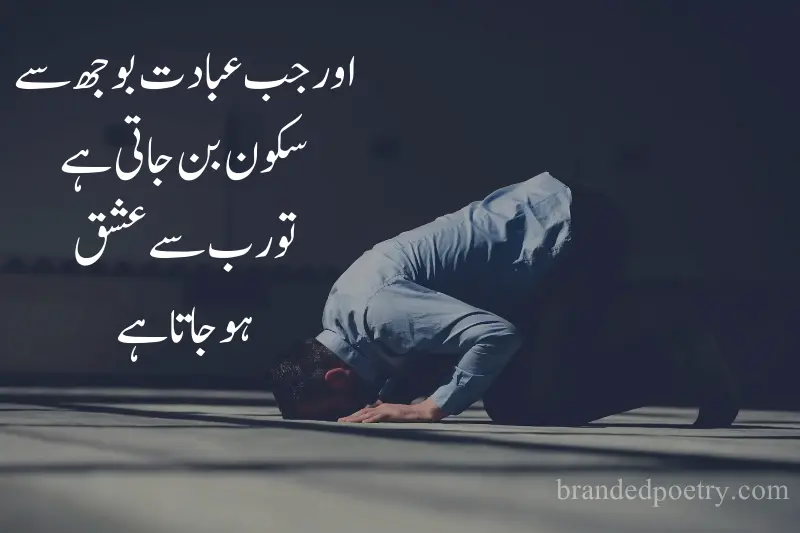 اور جب عبادت بوجھ سے
سکون بن جاتی ہے
تو رب سے عشق
ہو جاتا ہے
brandedpoetry.com